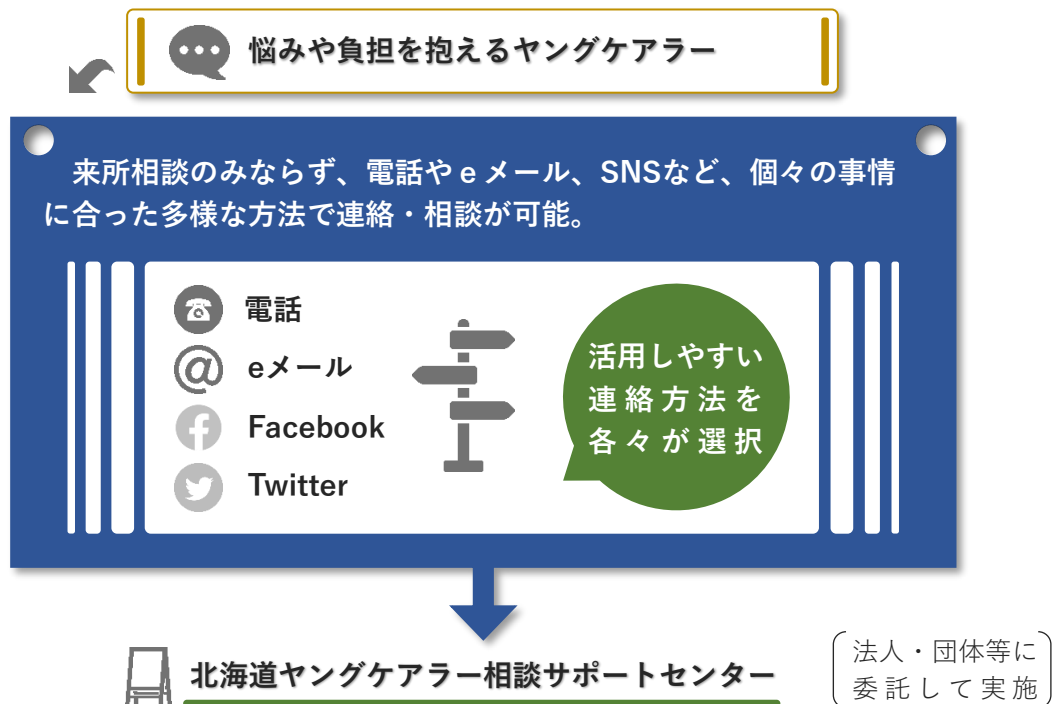 悩みや負担を抱えるヤングケアラー
来所相談のみならず、電話やｅメール、SNSなど、個々の事情
に合った多様な方法で連絡・相談が可能。
電話
eメール
Facebook
Twitter
活用しやすい
連絡方法を
各々が選択
北海道ヤングケアラー相談サポートセンター
法人・団体等に
委託して実施